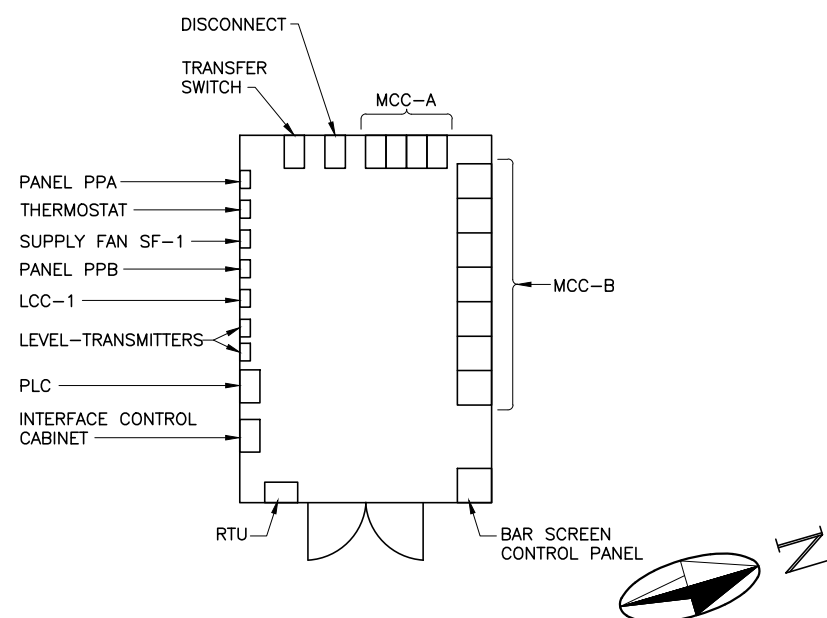 DISCONNECT
TRANSFER
SWITCH
MCC-A
PANEL PPA
THERMOSTAT
SUPPLY FAN SF-1
PANEL PPB
MCC-B
LCC-1
LEVEL-TRANSMITTERS
PLC
INTERFACE CONTROL
CABINET
RTU
BAR SCREEN
CONTROL PANEL
N